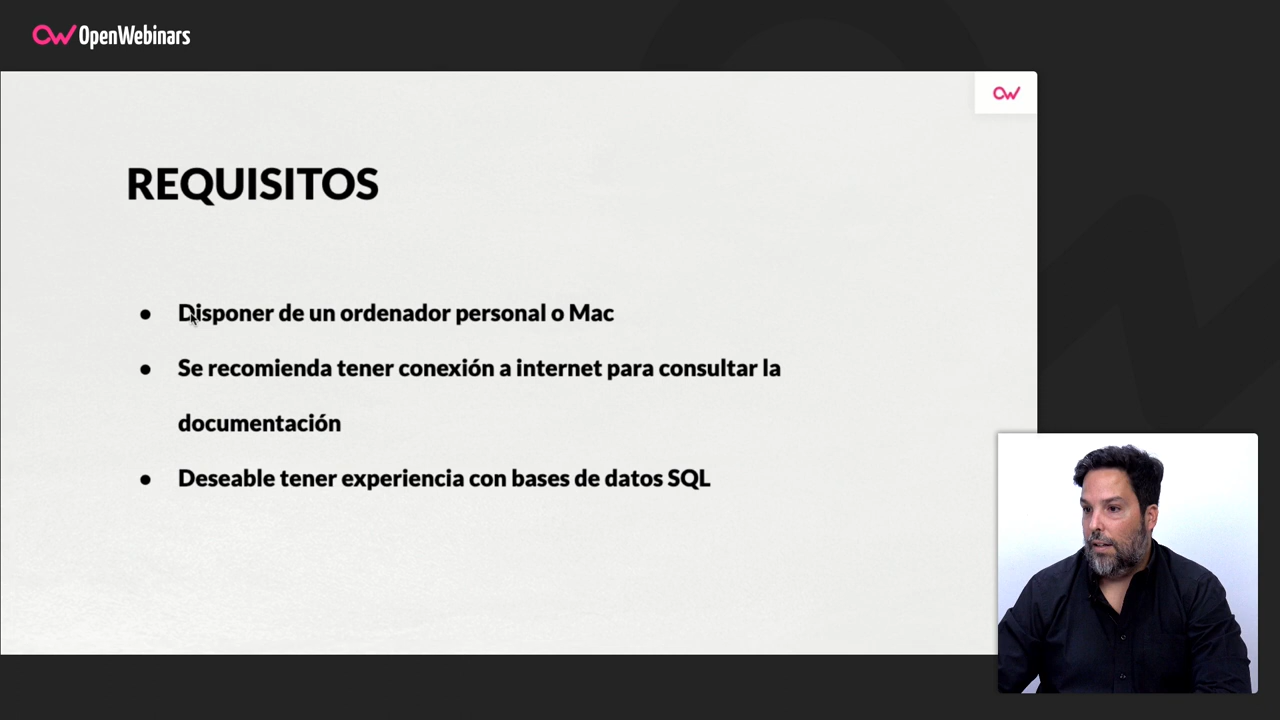 OpenWebinars
REQUISITOS
● Disponer de un ordenador personal o Mac
● Se recomienda tener conexión a internet para consultar la
documentación
● Deseable tener experiencia con bases de datos SQL